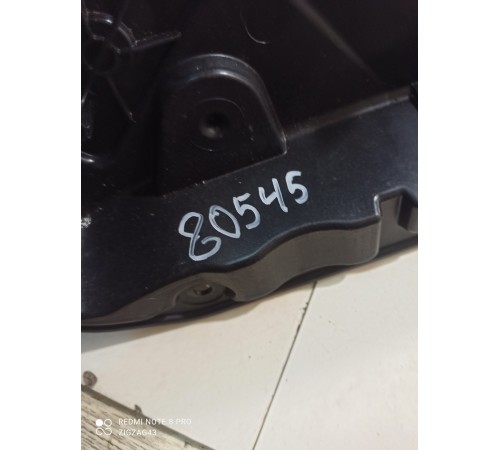 80545
REDMI NOTE 8 PRO
ZIGZAG43